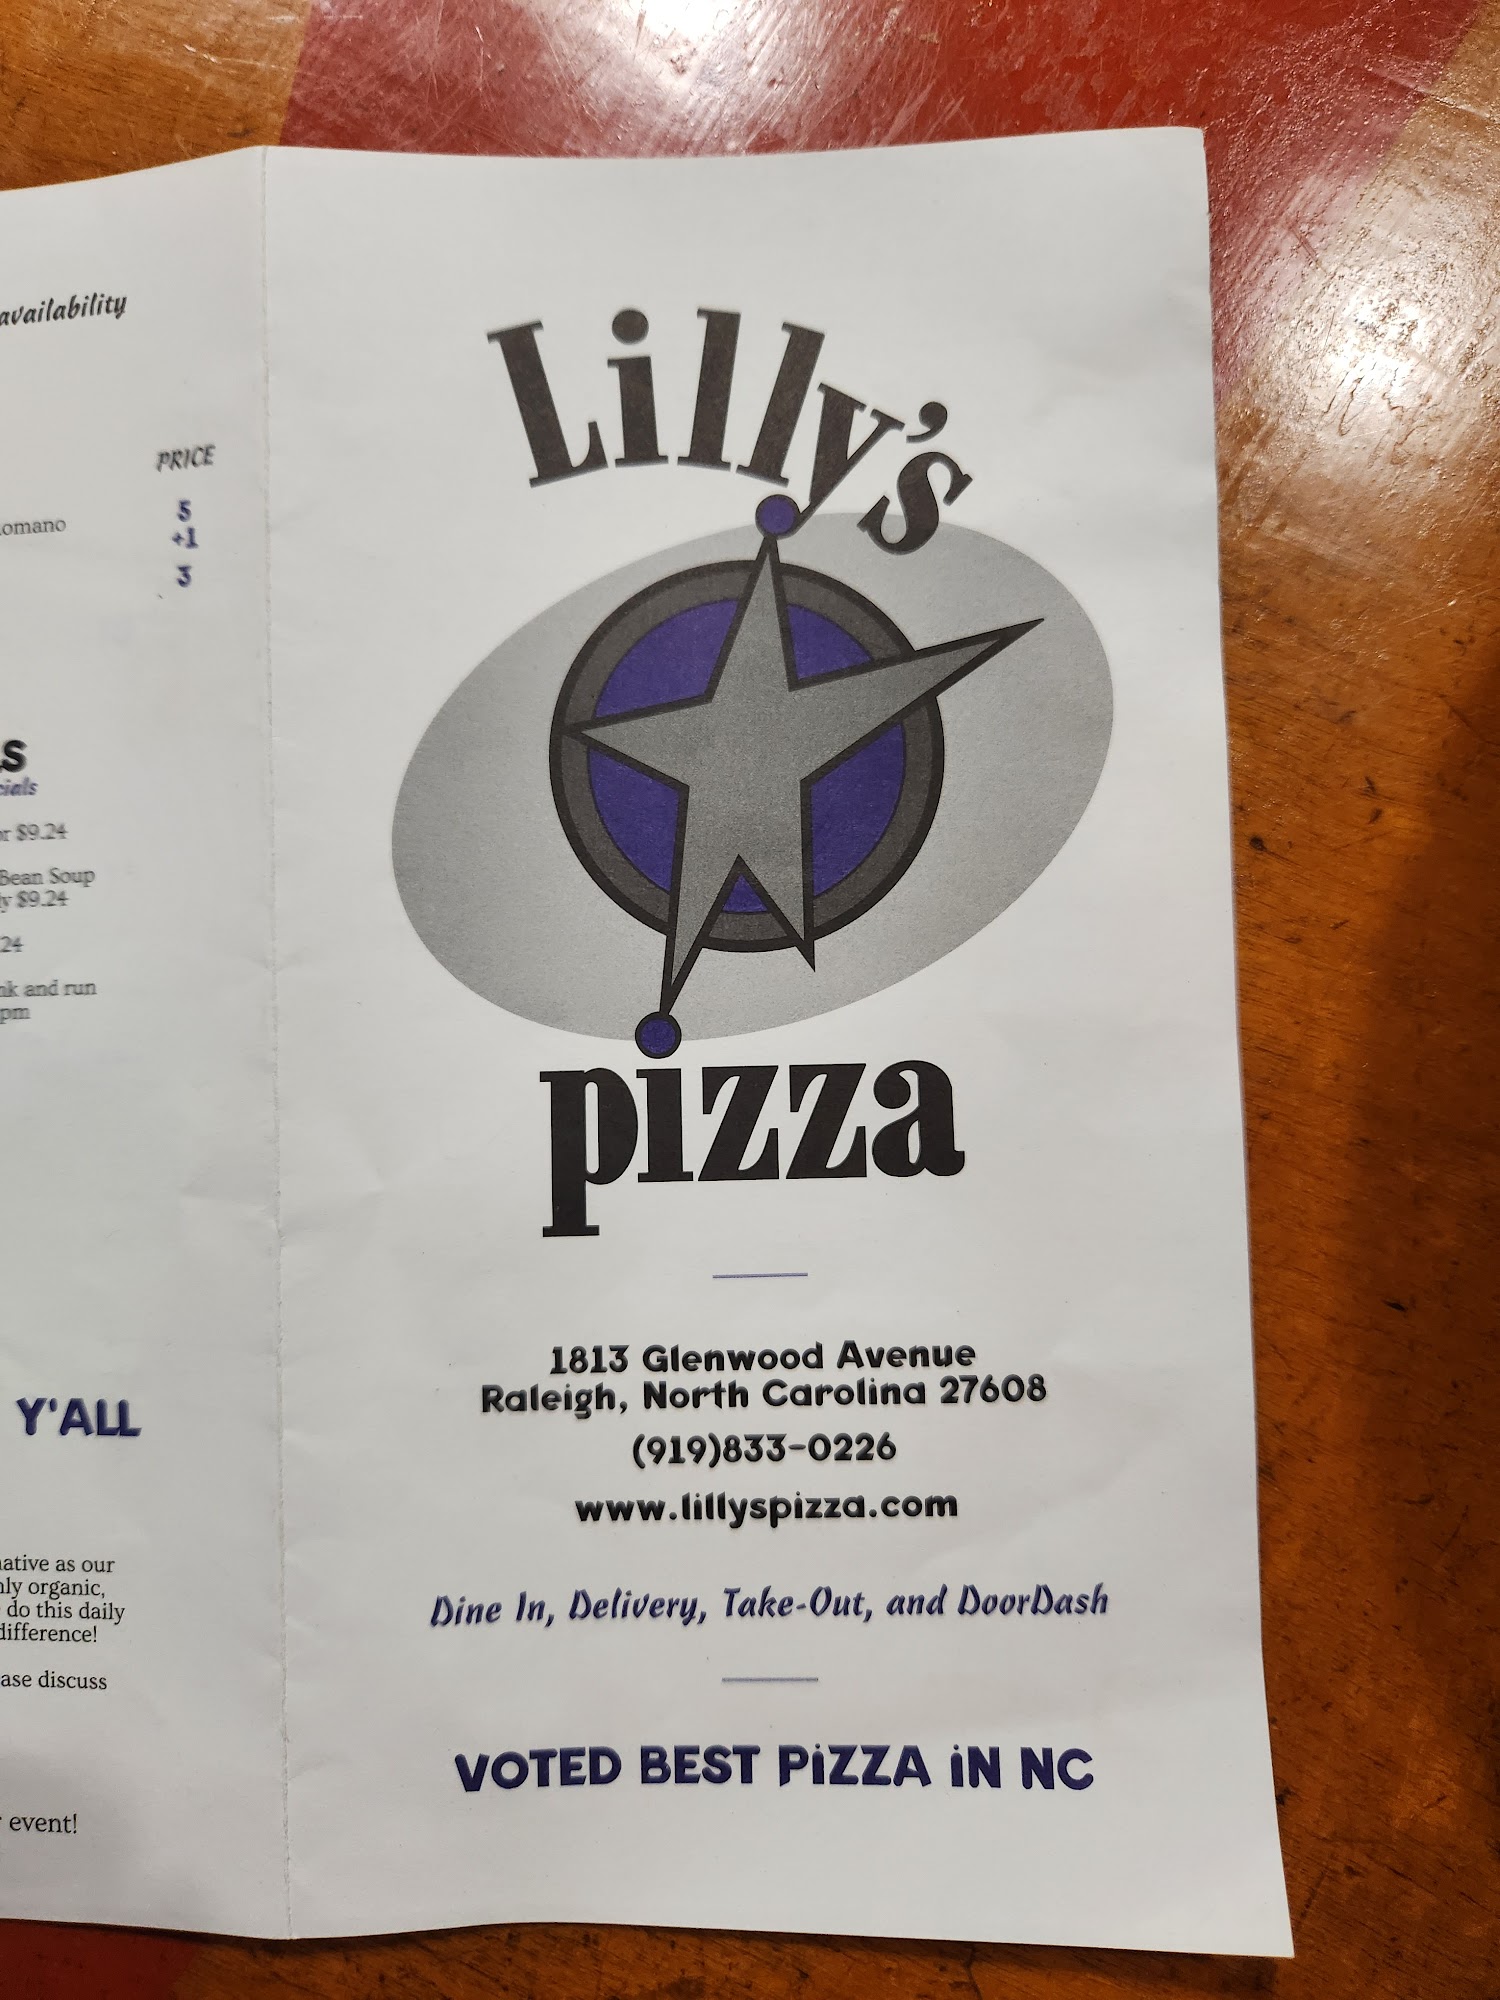 availability
PRICE
5
omano
+1
3
S
cials
or $9.24
Bean Soup
ly $9.24
24
nk and run
pm
Y'ALL
native as our
nly organic,
do this daily
difference!
ase discuss
event!
Lilly's
pizza
1813 Glenwood Avenue
Raleigh, North Carolina 27608
(919)833-0226
www.lillyspizza.com
Dine In, Delivery, Take-Out, and DoorDash
VOTED BEST PiZZA iN NC